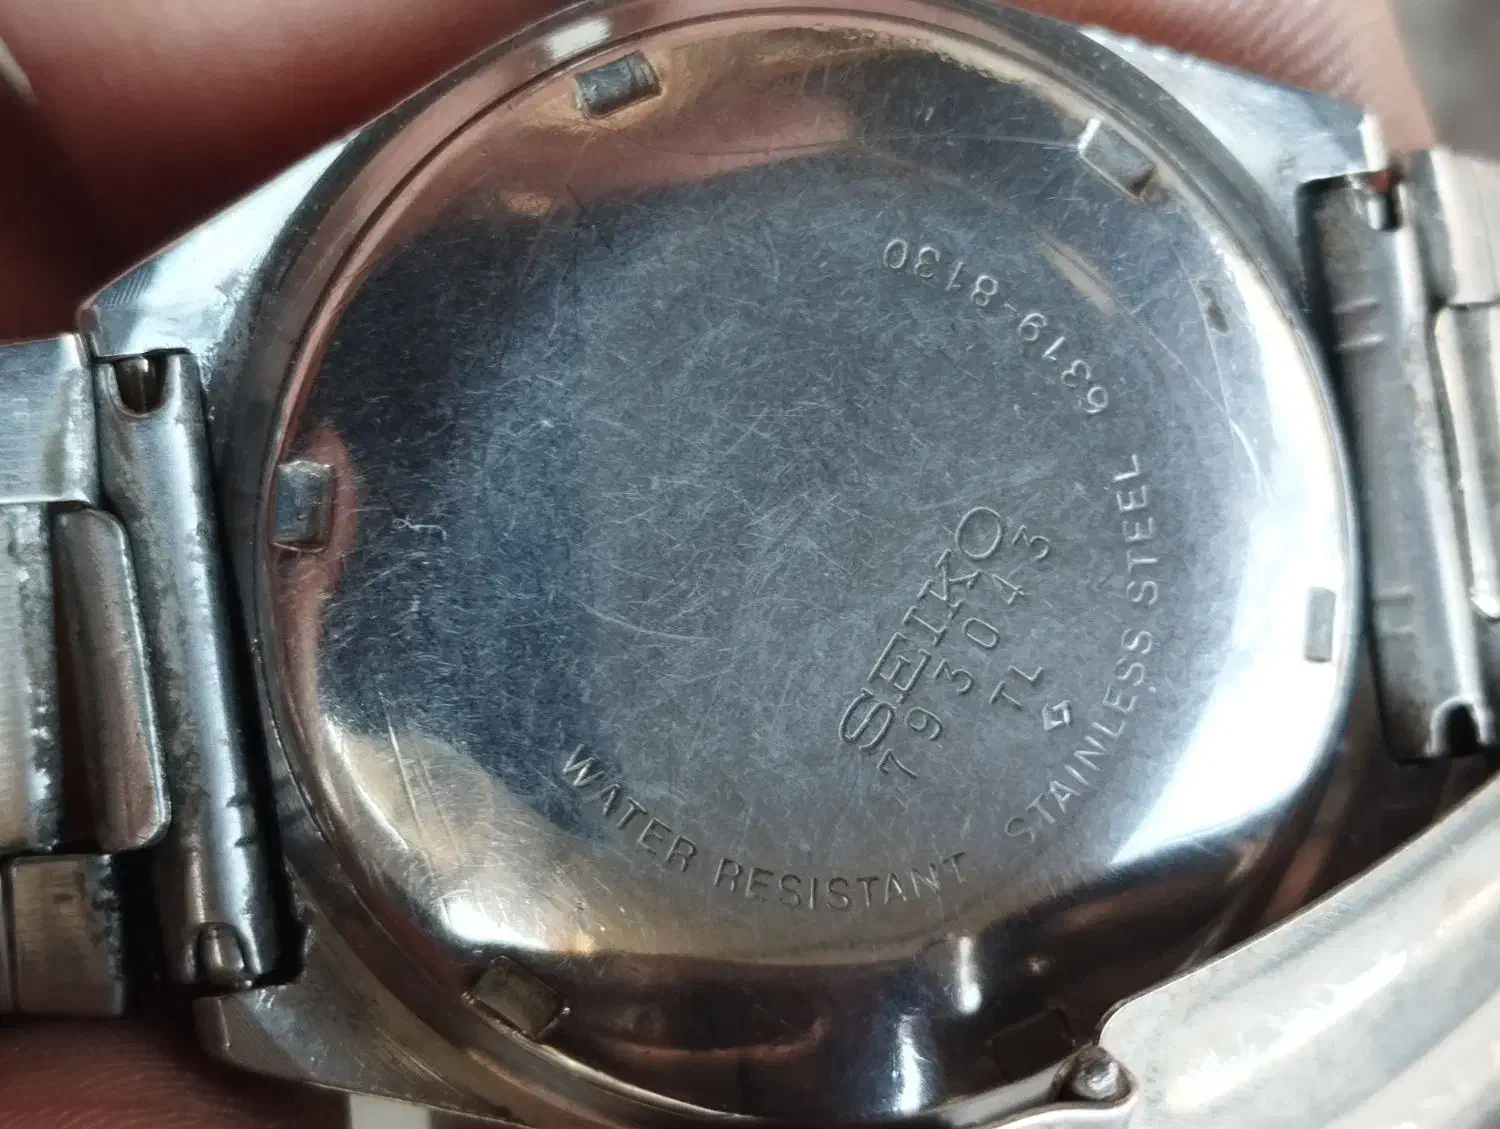 SEIKO
793043
TL
WATER RESISTANT STAINLESS STEEL 6319-8130